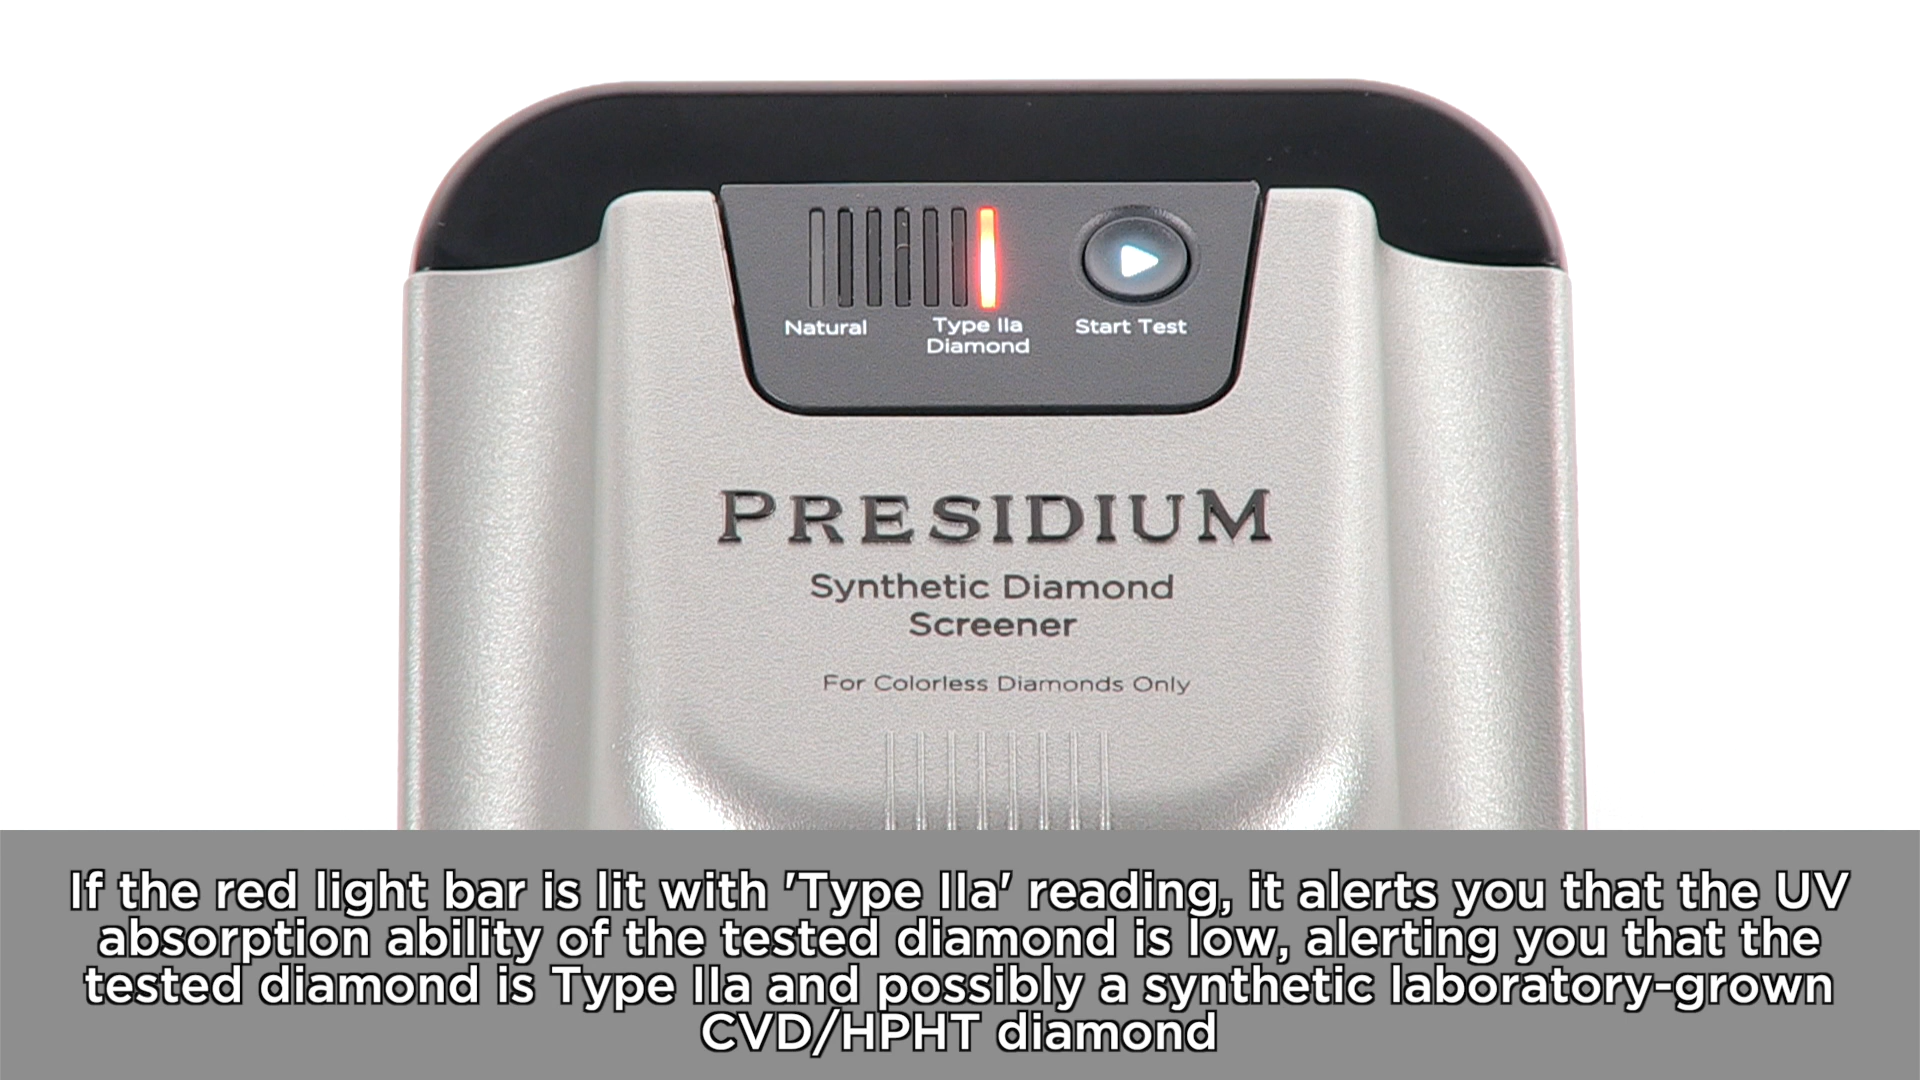 Natural
Type IIa
Diamond
Start Test
PRESIDIUM
Synthetic Diamond
Screener
For Colorless Diamonds Only
If the red light bar is lit with 'Type IIa' reading, it alerts you that the UV
absorption ability of the tested diamond is low, alerting you that the
tested diamond is Type IIa and possibly a synthetic laboratory-grown
CVD/HPHT diamond